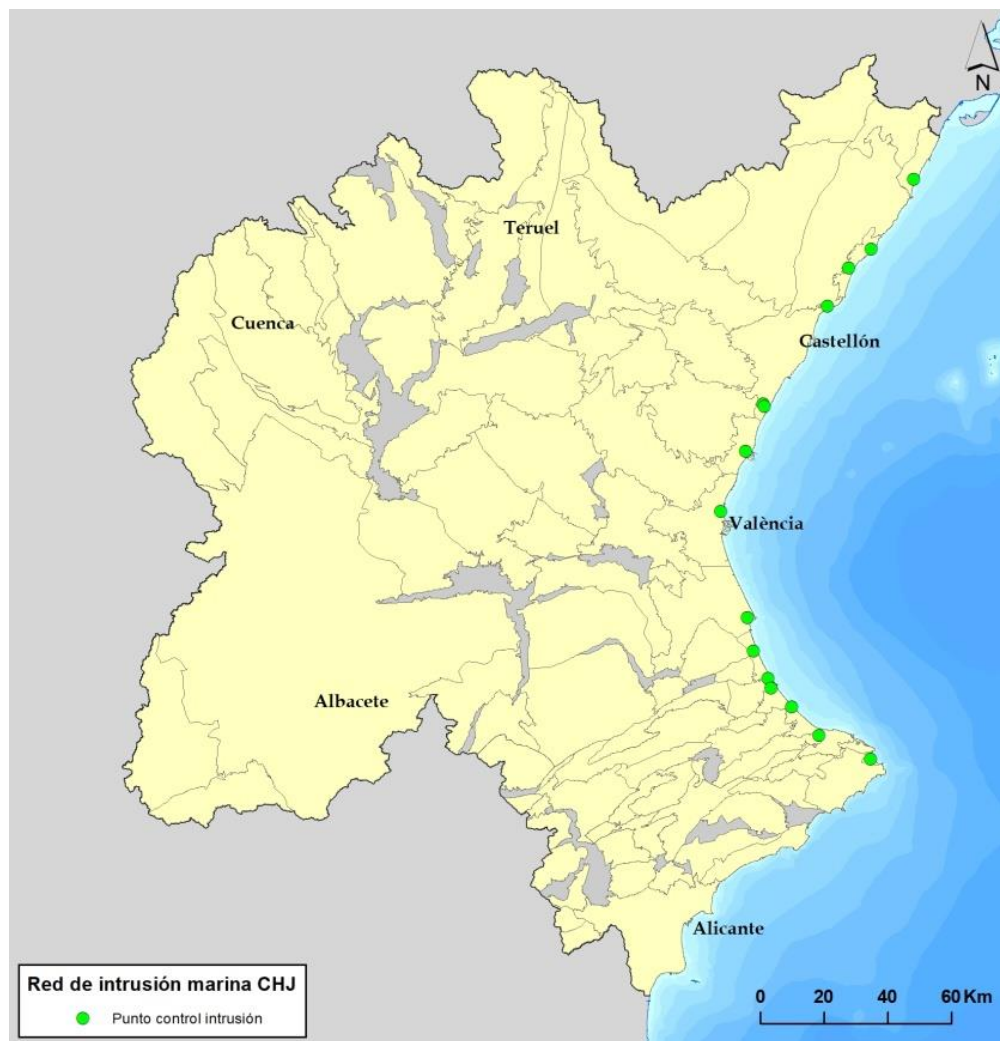 N
Teruel
Cuenca
Castellón
València
Albacete
Alicante
Red de intrusión marina CHJ
Punto control intrusión
0 20 40 60 Km